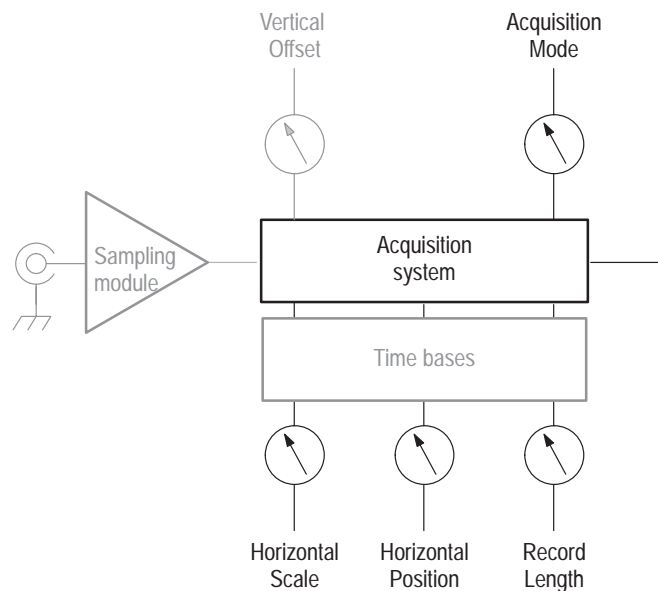 Vertical
Offset
Acquisition
Mode
Sampling
module
Acquisition
system
Time bases
Horizontal
Scale
Horizontal
Position
Record
Length